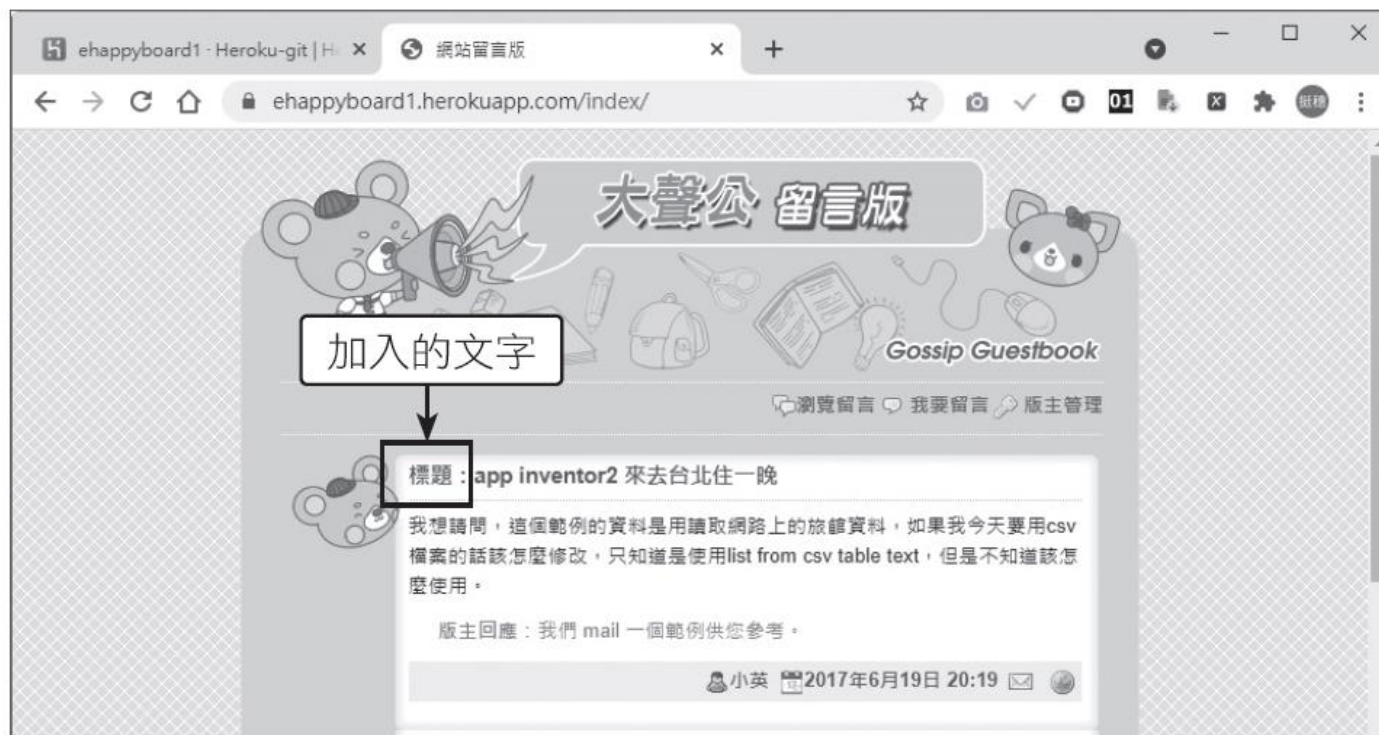 ehappyboard1 · Heroku-git | H
網站留言版
ehappyboard1.herokuapp.com/index/
01
大聲公 留言版
加入的文字
Gossip Guestbook
瀏覽留言 我要留言 版主管理
標題：app inventor2 來去台北住一晚
我想請問，這個範例的資料是用讀取網路上的旅館資料，如果我今天要用csv
檔案的話該怎麼修改，只知道是使用list from csv table text，但是不知道該怎
麼使用。
版主回應：我們 mail 一個範例供您參考。
小英 2017年6月19日 20:19